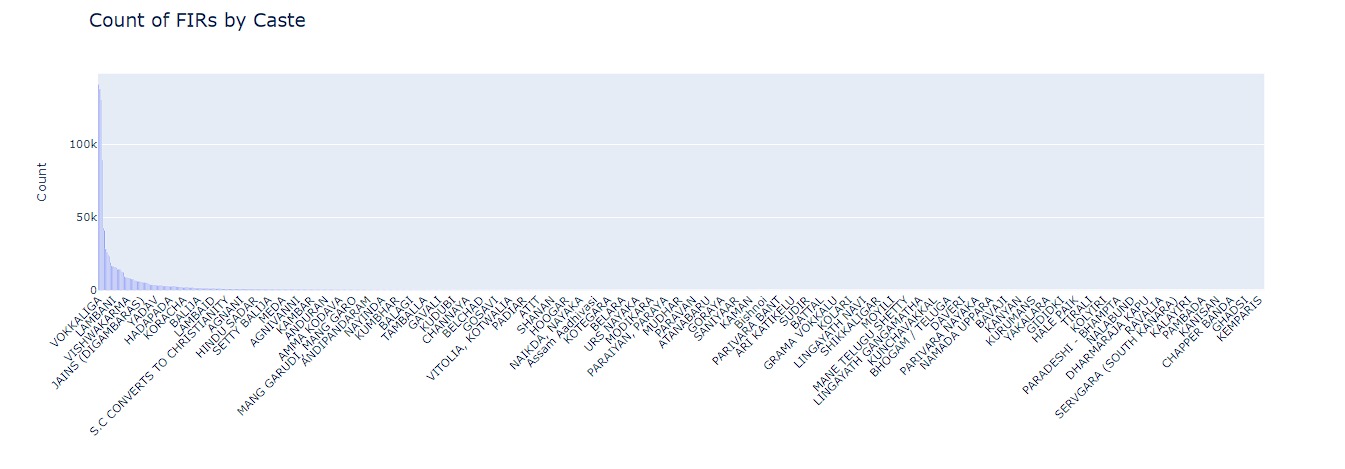 Count of FIRs by Caste
Count
100k
50k
0
VOKKALIGA
LAMBANI
VISHWAKARMA
JAINS (DIGAMBARAS)
YADAV
HADAPADA
KORACHA
BALIJA
LAMBAID
S.C CONVERTS TO CHRISTIANITY
AGNANI
HINDU SADAR
SETTY BALIJA
MEDA
AGNIVANNI
KAMBAR
ANDURAN
AMMA KODAVA
MANG GARUDI, MANG GARO
ANDIPANDARAM
NAYINDA
KUMBHAR
BALAGI
TAMBALLA
GAVALI
KUDUBI
CHANNAYA
BELCHAD
GOSAVI
VITOLIA, KOTWALIA
PADIAR
ATIT
SHANAN
HOOGAR
NAIKDA, NAYAKA
Assam Aadhivasi
KOTEGARA
BELARA
URS NAYAKA
MODIKARA
PARAIYAN, PARAYA
MUDHAR
PARAVAN
ATANABARU
GORAYA
SANIYAAR
KAMAN
Bishnoi
PARIVARA BANT
ARI KATIKELU
SUDIR
BATTAL
GRAMA VOKKALU
KOLARI
LINGAYATH NAVI
SHIKALIGAR
MOYILI
MANE TELUGU SHETTY
LINGAYATH GANGAMATHA
KUNCHAVAKKAL
BHOGAM / TELUGA
DAVERI
PARIVARA NAYAKA
NAMADA UPPARA
BAVAJI
KANIYAN
KURUMANS
YAKALARA
GIDIDKI
HALE PAIK
TIRALI
KOLYIRI
PARADESHI - BHAMPTA
NALABUND
DHARMARAJA KAPU
RAVALIA
SERVGARA (SOUTH KANARA)
KALAYIRI
PAMBADA
KANISAN
CHAPPER BANDA
GHADSI
KEMPARIS